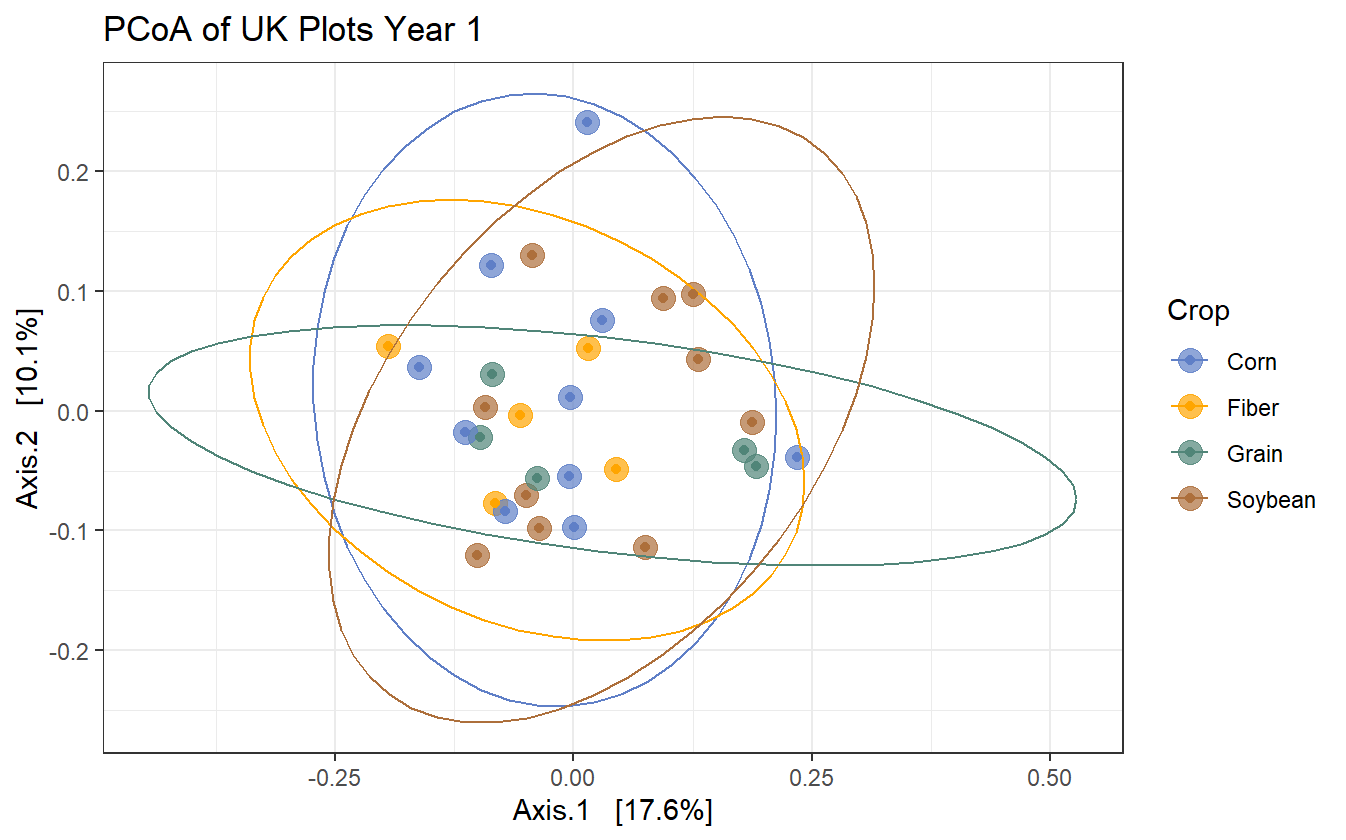 PCoA of UK Plots Year 1
0.2
0.1
0.0
-0.1
-0.2
Axis.2 [10.1%]
-0.25
0.00
0.25
0.50
Axis.1 [17.6%]
Crop
Corn
Fiber
Grain
Soybean